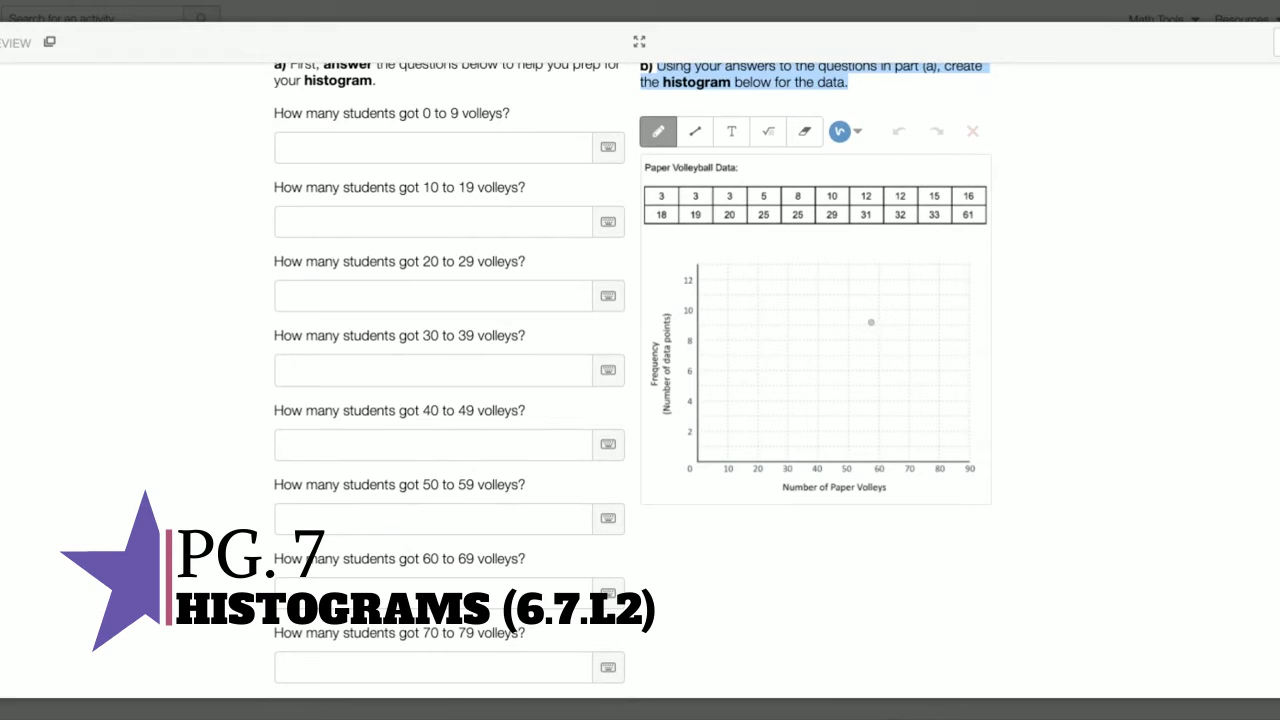 Search for an activity
Math Tools
Resources
VIEW
a) First, answer the questions below to help you prep for
your histogram.
How many students got 0 to 9 volleys?
How many students got 10 to 19 volleys?
How many students got 20 to 29 volleys?
How many students got 30 to 39 volleys?
How many students got 40 to 49 volleys?
How many students got 50 to 59 volleys?
How many students got 60 to 69 volleys?
How many students got 70 to 79 volleys?
b) Using your answers to the questions in part (a), create
the histogram below for the data.
T
Paper Volleyball Data:
3 3 3 5 8 10 12 12 15 16
18 19 20 25 25 29 31 32 33 61
Frequency
(Number of data points)
12
10
8
6
4
2
0 10 20 30 40 50 60 70 80 90
Number of Paper Volleys
PG. 7
HISTOGRAMS (6.7.L2)